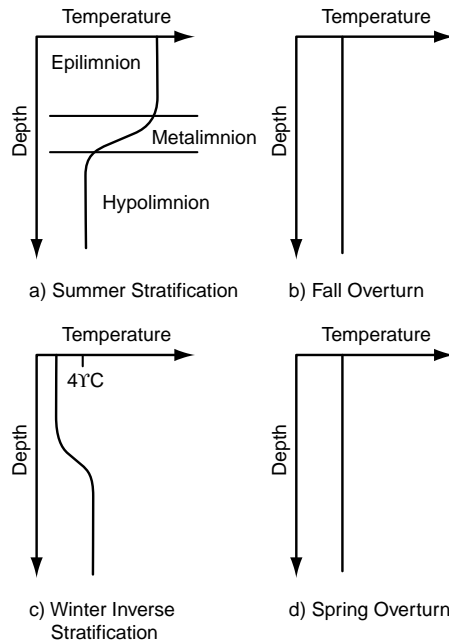 Temperature
Epilimnion
Metalimnion
Hypolimnion
Depth
a) Summer Stratification
Temperature
Depth
b) Fall Overturn
Temperature
4ϒC
Depth
c) Winter Inverse
Stratification
Temperature
Depth
d) Spring Overturn